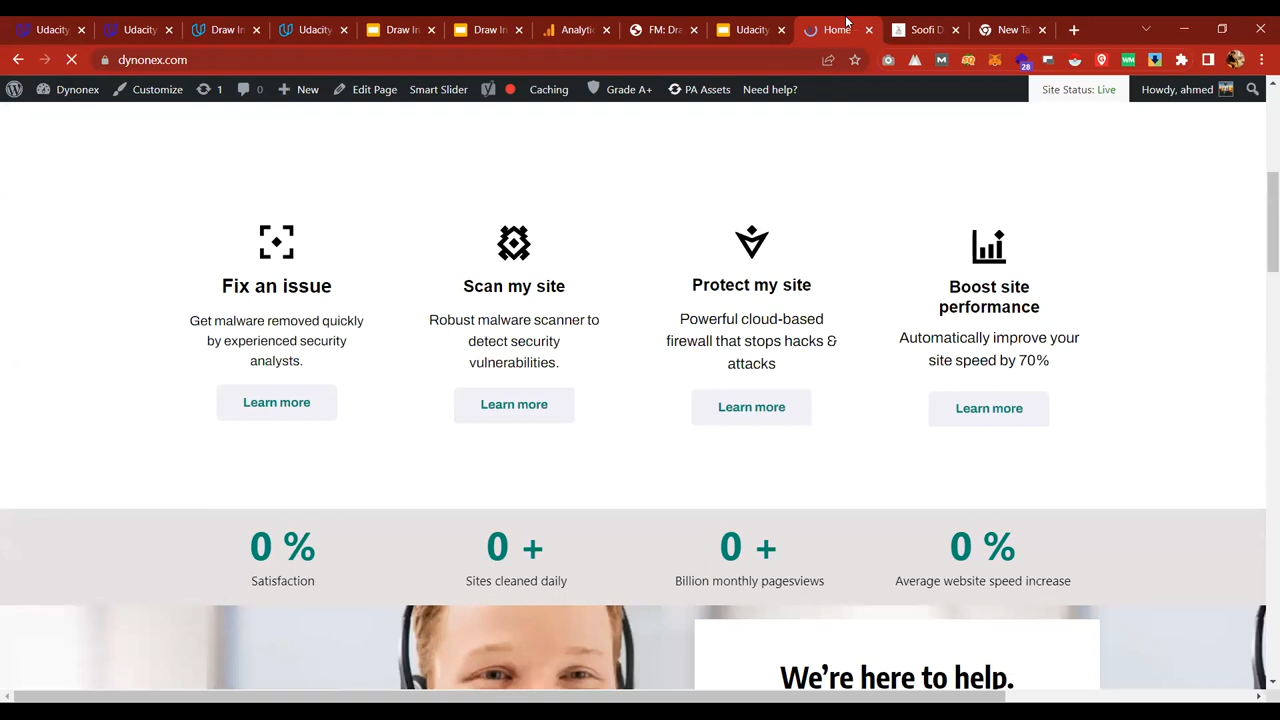 Udacity
Udacity
Draw In
Udacity
Draw In
Draw In
Analytic
FM: Dra
Udacity
Home -
Soofi D
New Ta
dynonex.com
28
WM
Dynonex
Customize
1
0
New
Edit Page
Smart Slider
Caching
Grade A+
PA Assets
Need help?
Site Status: Live
Howdy, ahmed
Fix an issue
Get malware removed quickly
by experienced security
analysts.
Learn more
Scan my site
Robust malware scanner to
detect security
vulnerabilities.
Learn more
Protect my site
Powerful cloud-based
firewall that stops hacks &
attacks
Learn more
Boost site
performance
Automatically improve your
site speed by 70%
Learn more
0 %
Satisfaction
0 +
Sites cleaned daily
0 +
Billion monthly pagesviews
0 %
Average website speed increase
We're here to help.